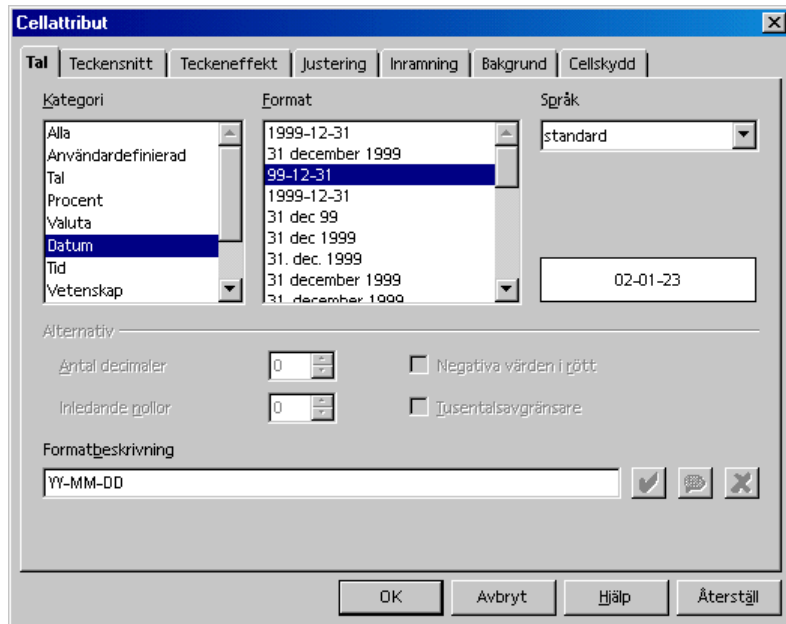 Cellattribut
Tal Teckensnitt Teckeneffekt Justering Inramning Bakgrund Cellskydd
Kategori Format Språk
Alla
Användardefinierad
Tal
Procent
Valuta
Datum
Tid
Vetenskap
1999-12-31
31 december 1999
99-12-31
1999-12-31
31 dec 99
31 dec 1999
31. dec. 1999
31 december 1999
31. december 1999
standard
02-01-23
Alternativ
Antal decimaler 0 Negativa värden i rött
Inledande nollor 0 Tusentalsavgränsare
Formatbeskrivning
YY-MM-DD
OK Avbryt Hjälp Återställ